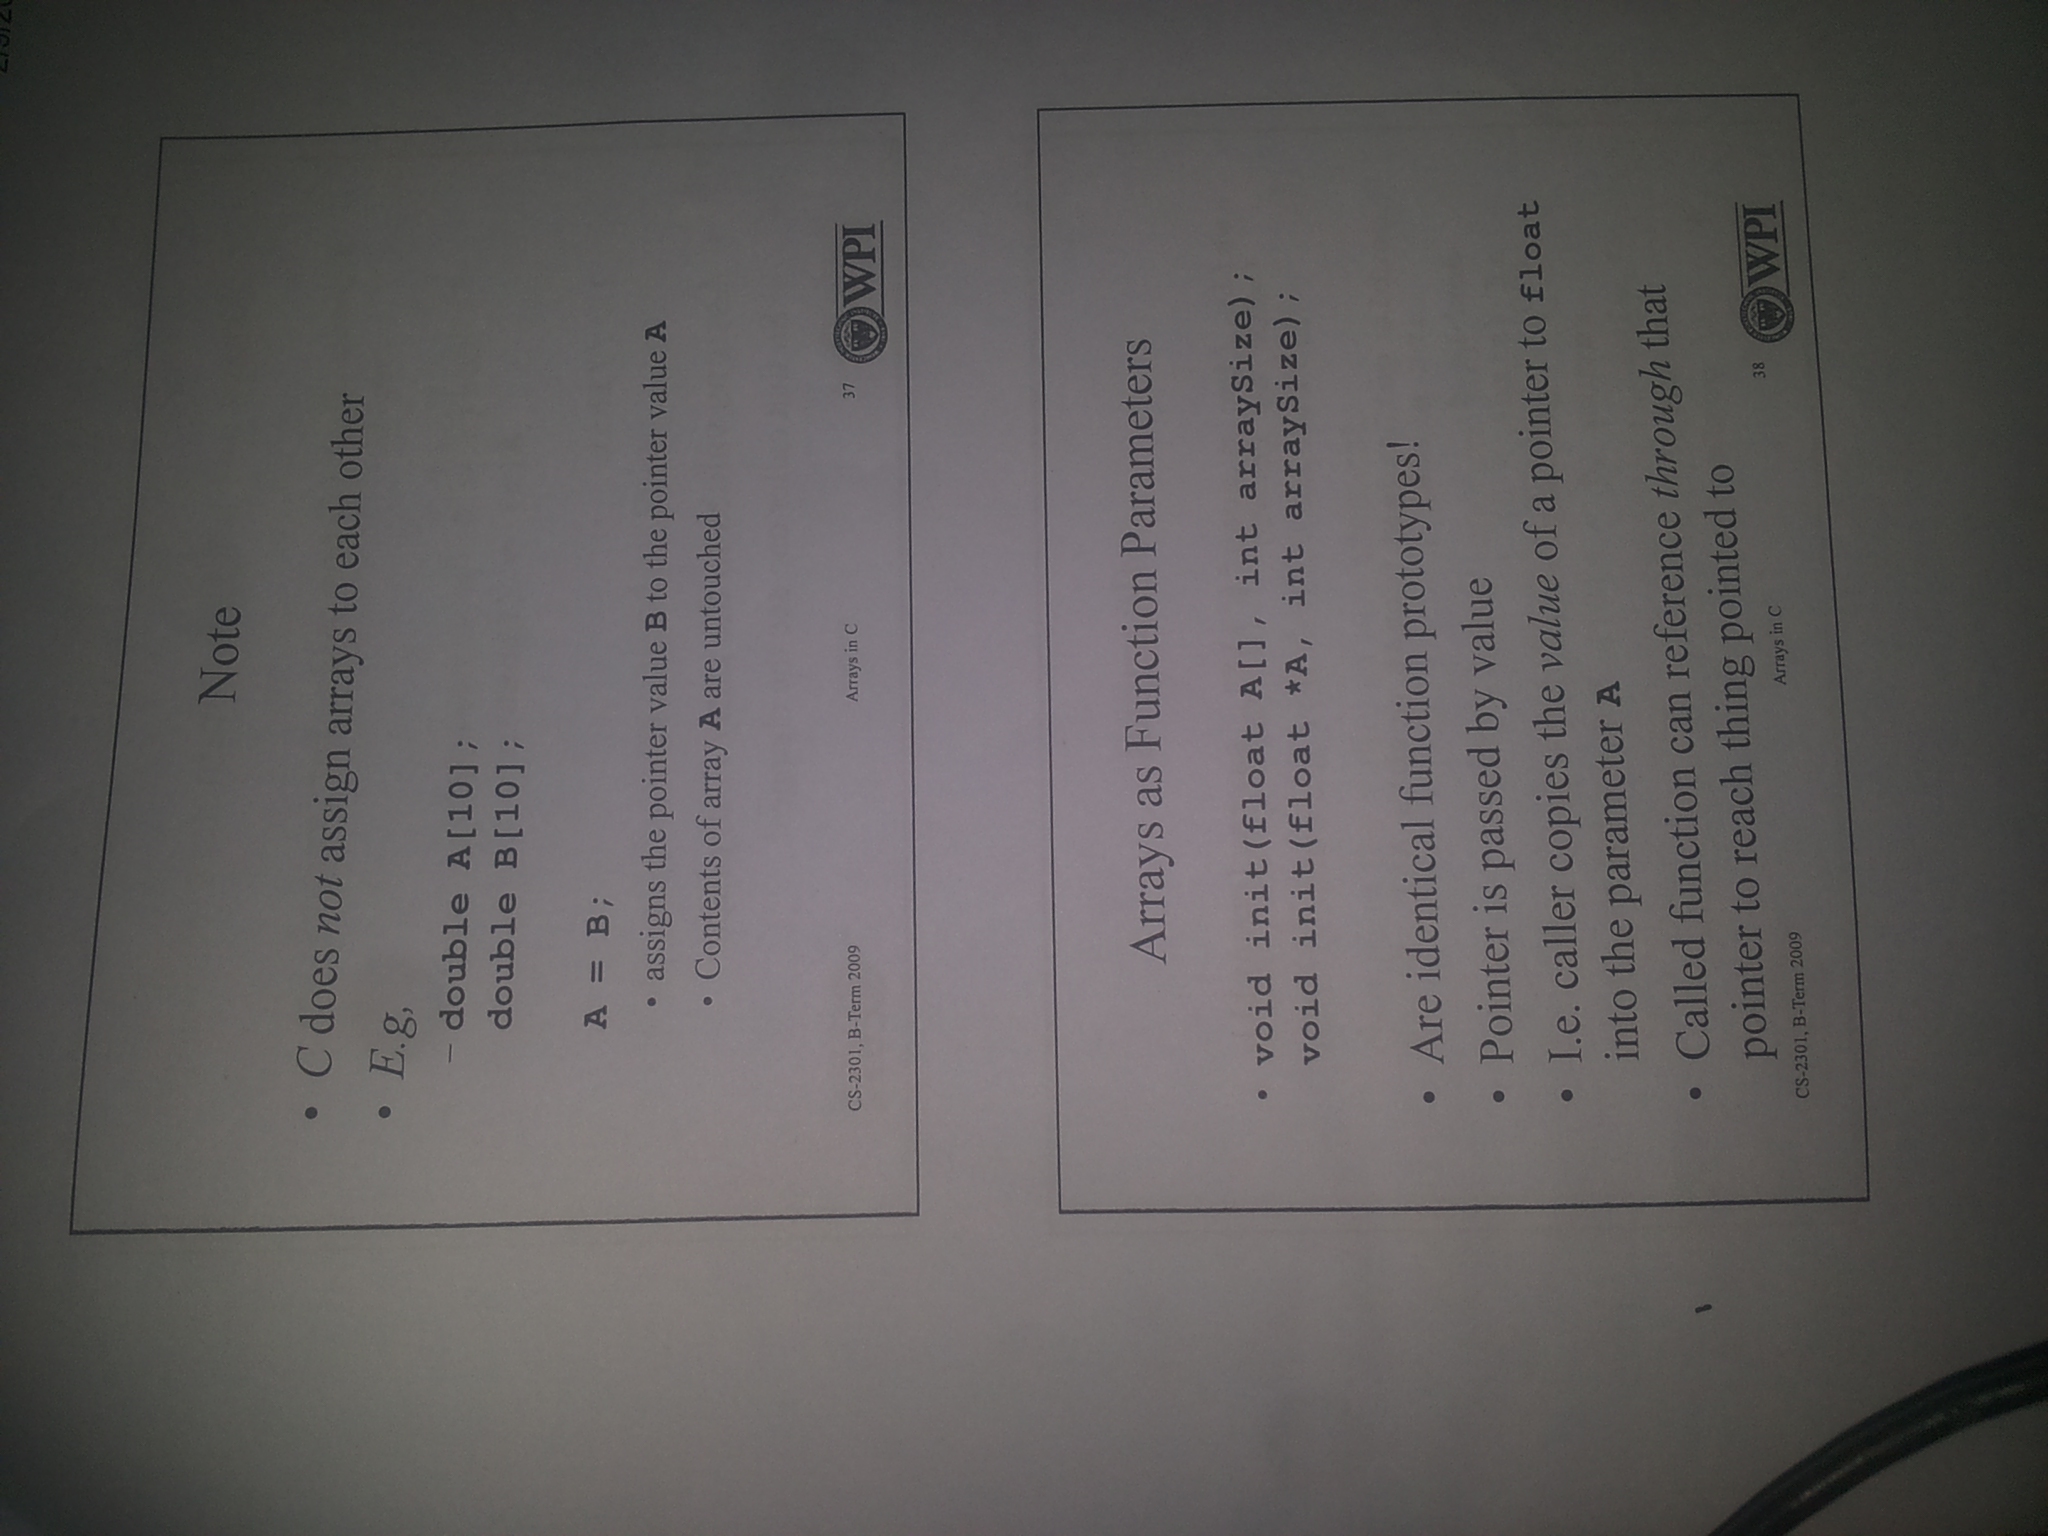 Note
• C does not assign arrays to each other
• E.g,
– double A[10];
double B[10];
A = B;
• assigns the pointer value B to the pointer value A
• Contents of array A are untouched
CS-2301, B-Term 2009 Arrays in C 37 WPI
Arrays as Function Parameters
• void init(float A[], int arraySize);
void init(float *A, int arraySize);
• Are identical function prototypes!
• Pointer is passed by value
• I.e. caller copies the value of a pointer to float
into the parameter A
• Called function can reference through that
pointer to reach thing pointed to
CS-2301, B-Term 2009 Arrays in C 38 WPI